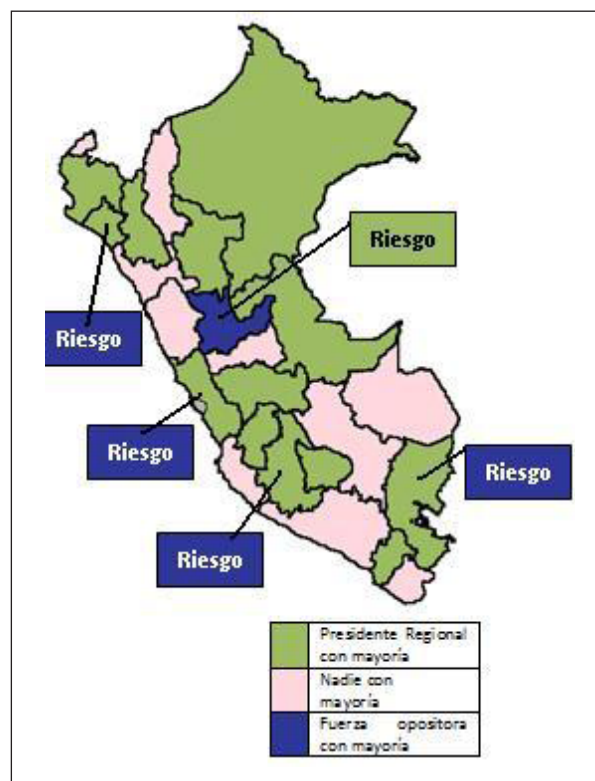 Riesgo
Riesgo
Riesgo
Riesgo
Riesgo
Presidente Regional
con mayoría
Nadie con
mayoría
Fuerza opositora
con mayoría